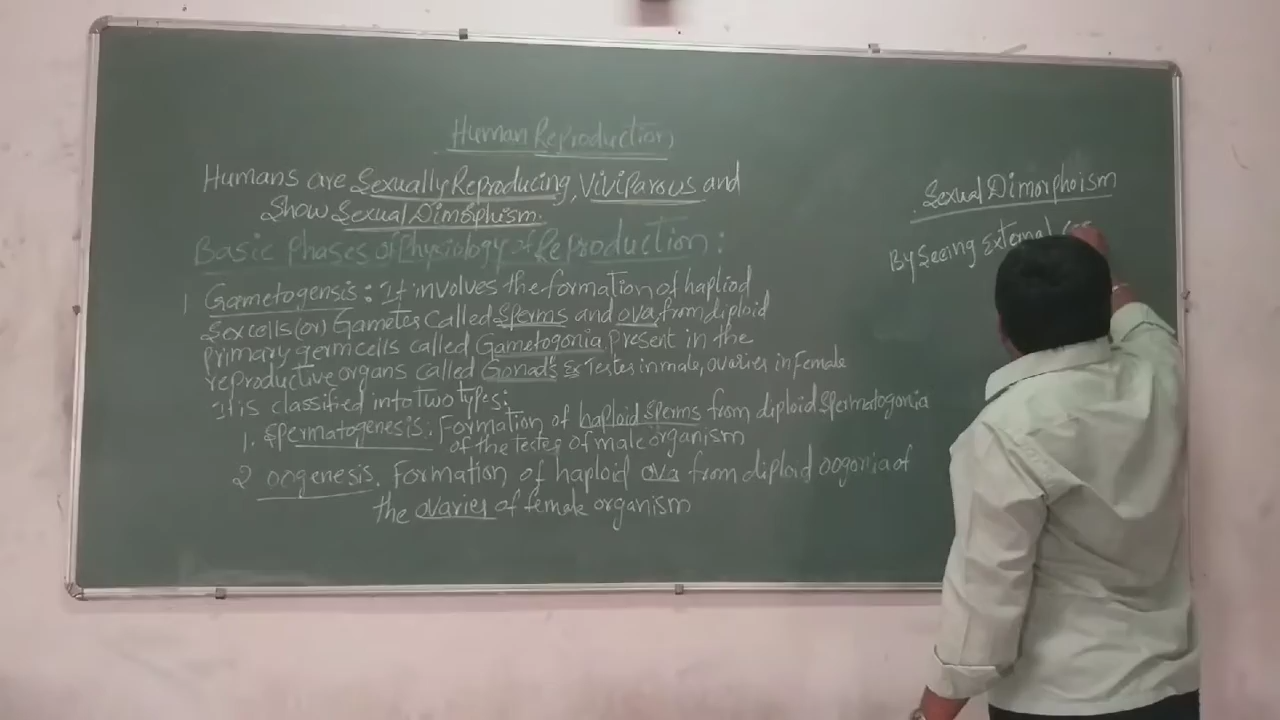 Human Reproduction
Humans are Sexually Reproducing, Viviparous and
Show Sexual Dimorphism.
Basic Phases of Physiology of Reproduction:
1 Gametogensis: It involves the formation of hapliod
Sex cells (or) Gametes called Sperms and ova from diploid
primary germ cells called Gametogonia present in the
reproductive organs called Gonads Ex Testes in male, ovaries in Female
It is classified into two types:
1. Spermatogenesis: Formation of haploid sperms from diploid spermatogonia
of the testes of male organism
2 oogenesis. Formation of haploid ova from diploid oogonia of
the ovaries of female organism
Sexual Dimorphoism
By Seeing External